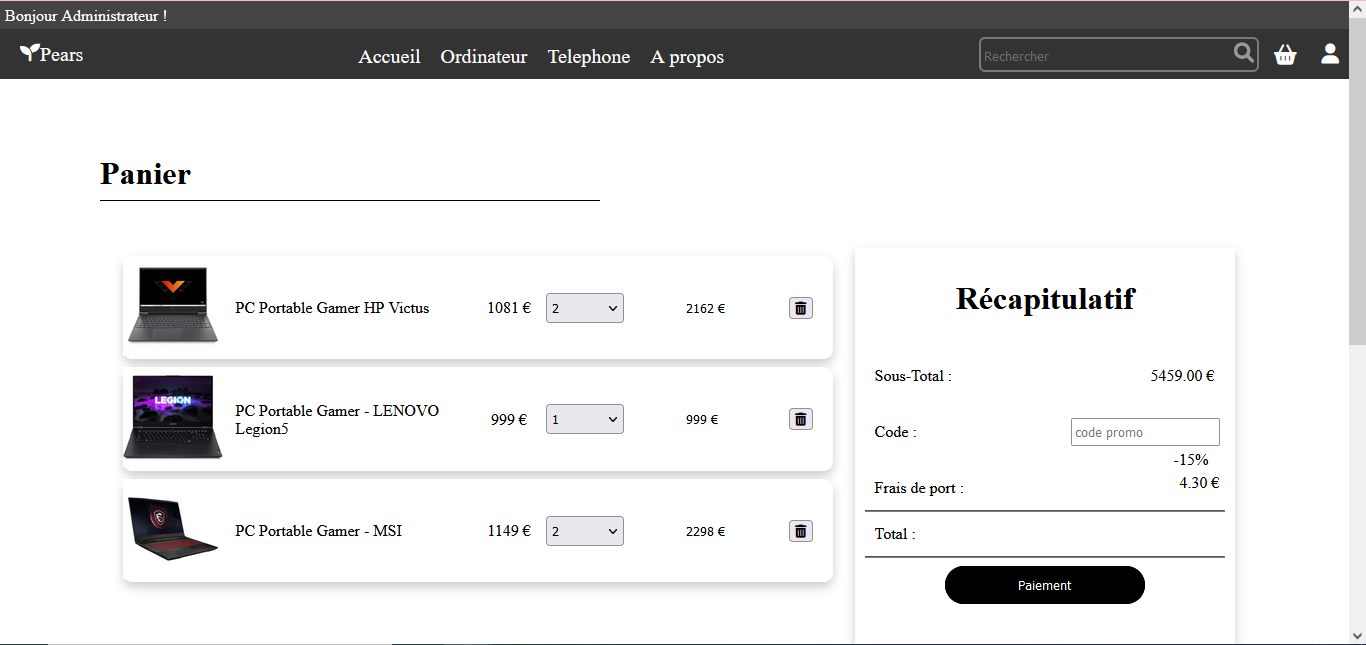 Bonjour Administrateur !
Pears
Accueil Ordinateur Telephone A propos
Rechercher
Panier
PC Portable Gamer HP Victus 1081 € 2 2162 €
LEGION
PC Portable Gamer - LENOVO
Legion5
999 € 1 999 €
PC Portable Gamer - MSI 1149 € 2 2298 €
Récapitulatif
Sous-Total : 5459.00 €
Code : code promo
-15%
Frais de port : 4.30 €
Total :
Paiement